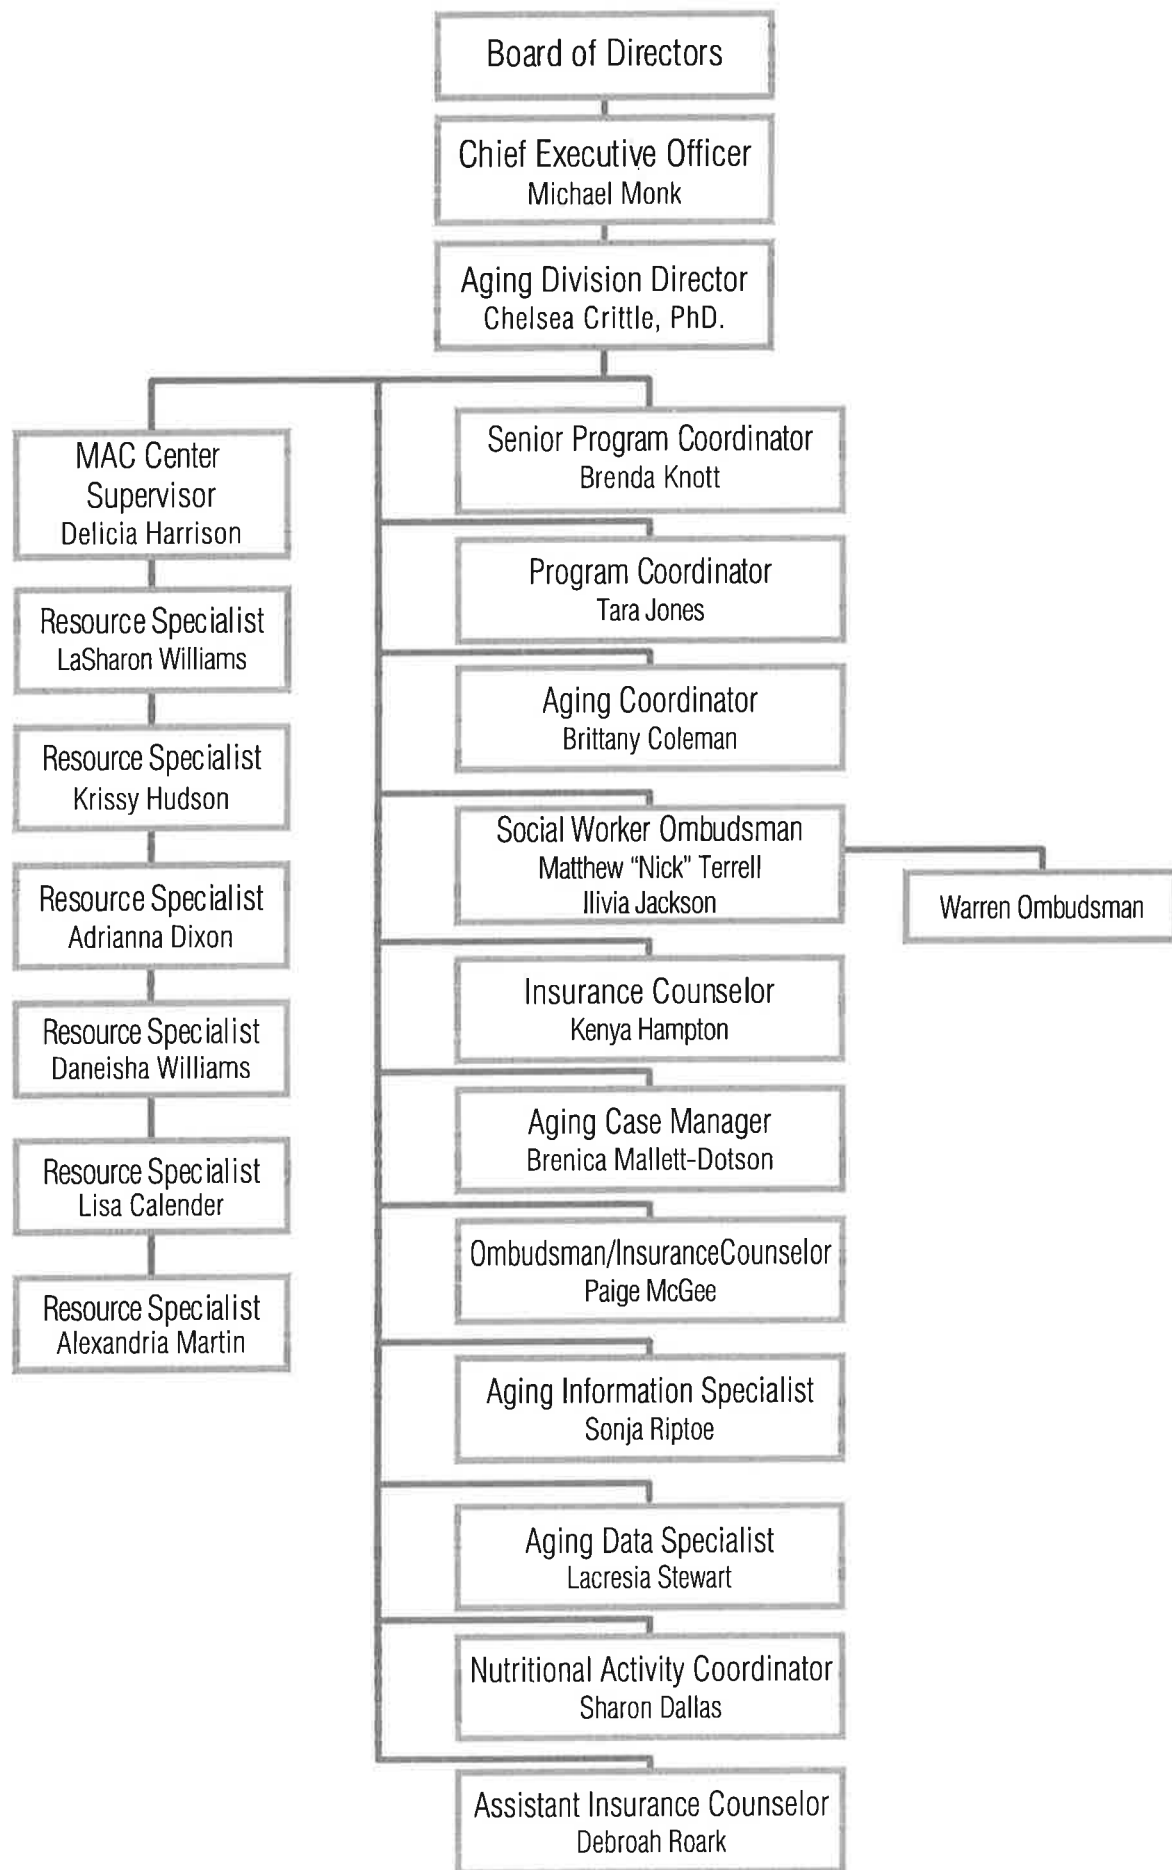 Board of Directors
Chief Executive Officer
Michael Monk
Aging Division Director
Chelsea Crittle, PhD.
MAC Center
Supervisor
Delicia Harrison
Resource Specialist
LaSharon Williams
Resource Specialist
Krissy Hudson
Resource Specialist
Adrianna Dixon
Resource Specialist
Daneisha Williams
Resource Specialist
Lisa Calender
Resource Specialist
Alexandria Martin
Senior Program Coordinator
Brenda Knott
Program Coordinator
Tara Jones
Aging Coordinator
Brittany Coleman
Social Worker Ombudsman
Matthew “Nick” Terrell
Ilivia Jackson
Warren Ombudsman
Insurance Counselor
Kenya Hampton
Aging Case Manager
Brenica Mallett-Dotson
Ombudsman/InsuranceCounselor
Paige McGee
Aging Information Specialist
Sonja Riptoe
Aging Data Specialist
Lacresia Stewart
Nutritional Activity Coordinator
Sharon Dallas
Assistant Insurance Counselor
Debroah Roark